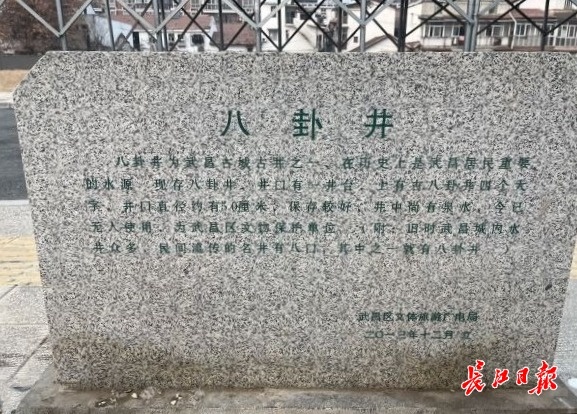 八卦井
八卦井为武昌古城古井之一，在历史上是武昌居民重要
的水源。现存八卦井，井口有一井台，上有古八卦井四个大
字，井口直径约有50厘米，保存较好，井中尚有泉水，今已
无人使用。为武昌区文物保护单位。（附：旧时武昌城内水
井众多，民间流传的名井有八口，其中之一就有八卦井。）
武昌区文体旅游广电局
二〇一三年十二月 立
长江日报